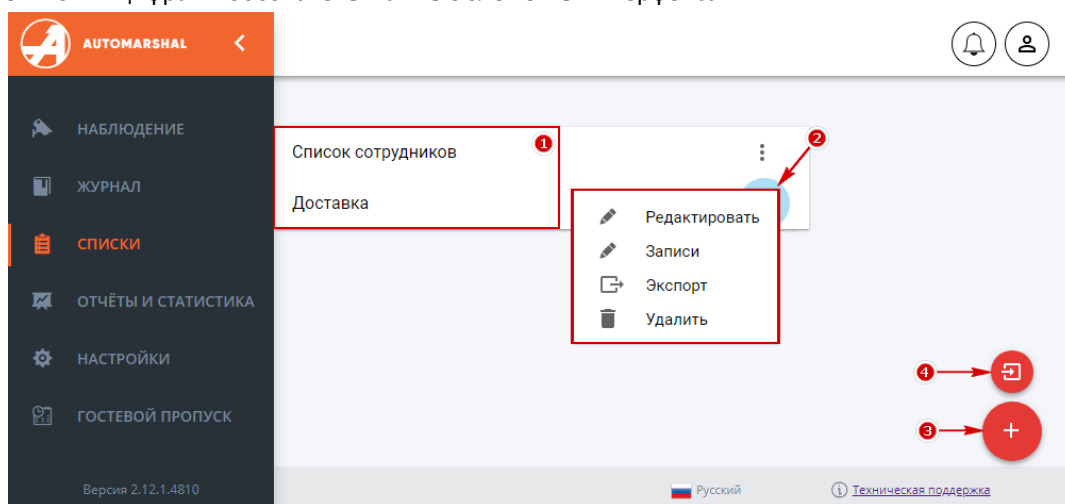 AUTOMARSHAL
НАБЛЮДЕНИЕ
ЖУРНАЛ
СПИСКИ
ОТЧЁТЫ И СТАТИСТИКА
НАСТРОЙКИ
ГОСТЕВОЙ ПРОПУСК
Версия 2.12.1.4810
Список сотрудников
1
Доставка
2
Редактировать
Записи
Экспорт
Удалить
4
3
Русский
Техническая поддержка